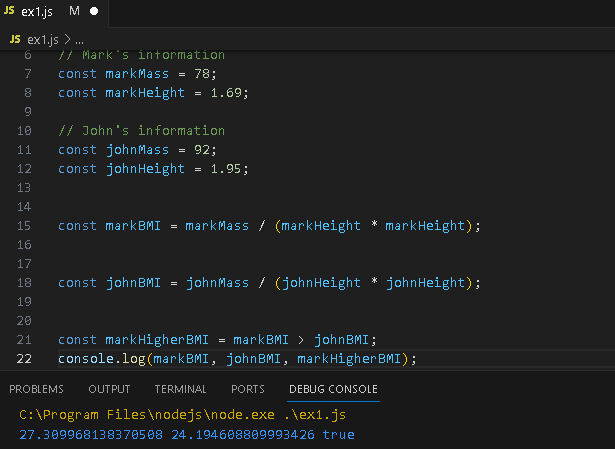 JS ex1.js M ●
JS ex1.js > ...
6 // Mark's information
7 const markMass = 78;
8 const markHeight = 1.69;
9
10 // John's information
11 const johnMass = 92;
12 const johnHeight = 1.95;
13
14
15 const markBMI = markMass / (markHeight * markHeight);
16
17
18 const johnBMI = johnMass / (johnHeight * johnHeight);
19
20
21 const markHigherBMI = markBMI > johnBMI;
22 console.log(markBMI, johnBMI, markHigherBMI);
PROBLEMS OUTPUT TERMINAL PORTS DEBUG CONSOLE
C:\Program Files\nodejs\node.exe .\ex1.js
27.309968138370508 24.194608809993426 true